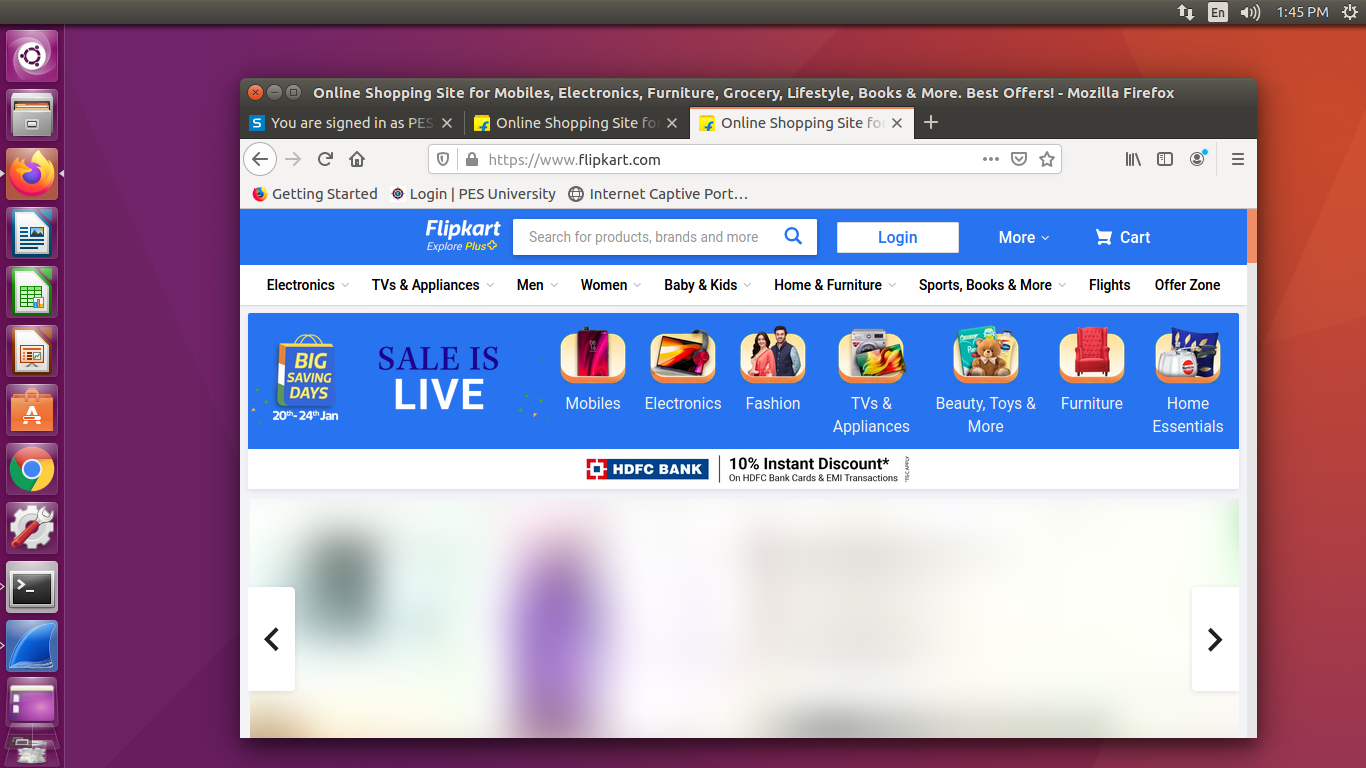 En 1:45 PM
Online Shopping Site for Mobiles, Electronics, Furniture, Grocery, Lifestyle, Books & More. Best Offers! - Mozilla Firefox
You are signed in as PES
Online Shopping Site for
Online Shopping Site for
https://www.flipkart.com
Getting Started
Login | PES University
Internet Captive Port…
Flipkart
Explore Plus
Search for products, brands and more
Login
More
Cart
Electronics
TVs & Appliances
Men
Women
Baby & Kids
Home & Furniture
Sports, Books & More
Flights
Offer Zone
BIG
SAVING
DAYS
20th- 24th Jan
SALE IS
LIVE
Mobiles
Electronics
Fashion
TVs &
Appliances
Beauty, Toys &
More
Furniture
Home
Essentials
HDFC BANK
10% Instant Discount*
On HDFC Bank Cards & EMI Transactions